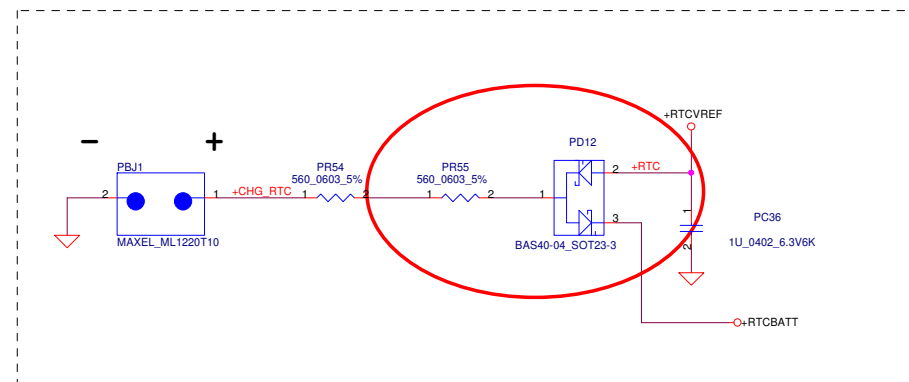 +RTCVREF
− +
PD12
PBJ1
PR54
PR55
560_0603_5%
560_0603_5%
2
+RTC
2
1
+CHG_RTC
1
2
1
2
1
3
1
2
PC36
1U_0402_6.3V6K
MAXEL_ML1220T10
BAS40-04_SOT23-3
+RTCBATT